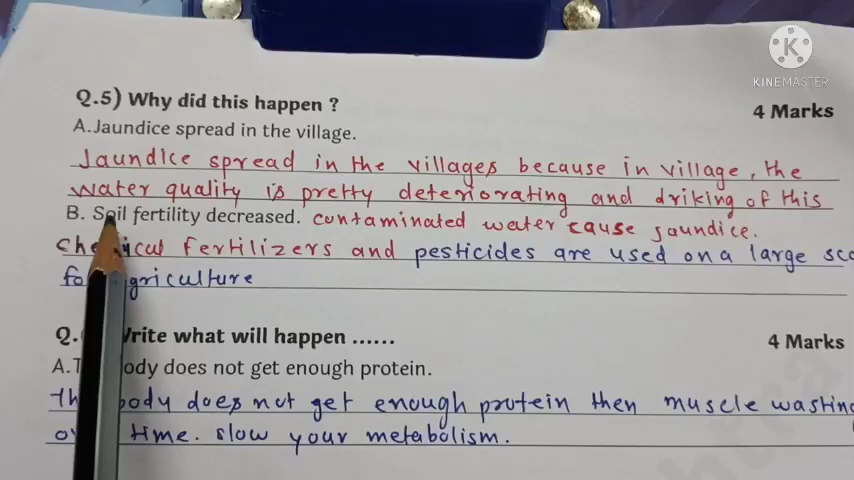 K
KINEMASTER
Q.5) Why did this happen ?
4 Marks
A.Jaundice spread in the village.
Jaundice spread in the villages because in village, the
water quality is pretty deteriorating and driking of this
B. Soil fertility decreased. contaminated water cause jaundice.
chemical fertilizers and pesticides are used on a large sca
for agriculture
Write what will happen ......
4 Marks
body does not get enough protein.
the body does not get enough protein then muscle wasting
time. slow your metabolism.